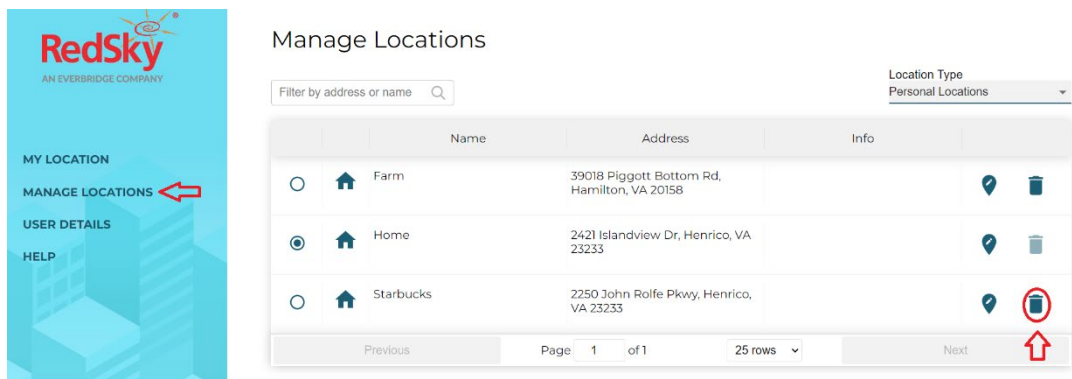 RedSky
AN EVERBRIDGE COMPANY
MY LOCATION
MANAGE LOCATIONS
USER DETAILS
HELP
Manage Locations
Filter by address or name
Location Type
Personal Locations
Name Address Info
Farm 39018 Piggott Bottom Rd,
Hamilton, VA 20158
Home 2421 Islandview Dr, Henrico, VA
23233
Starbucks 2250 John Rolfe Pkwy, Henrico,
VA 23233
Previous Page 1 of 1 25 rows Next